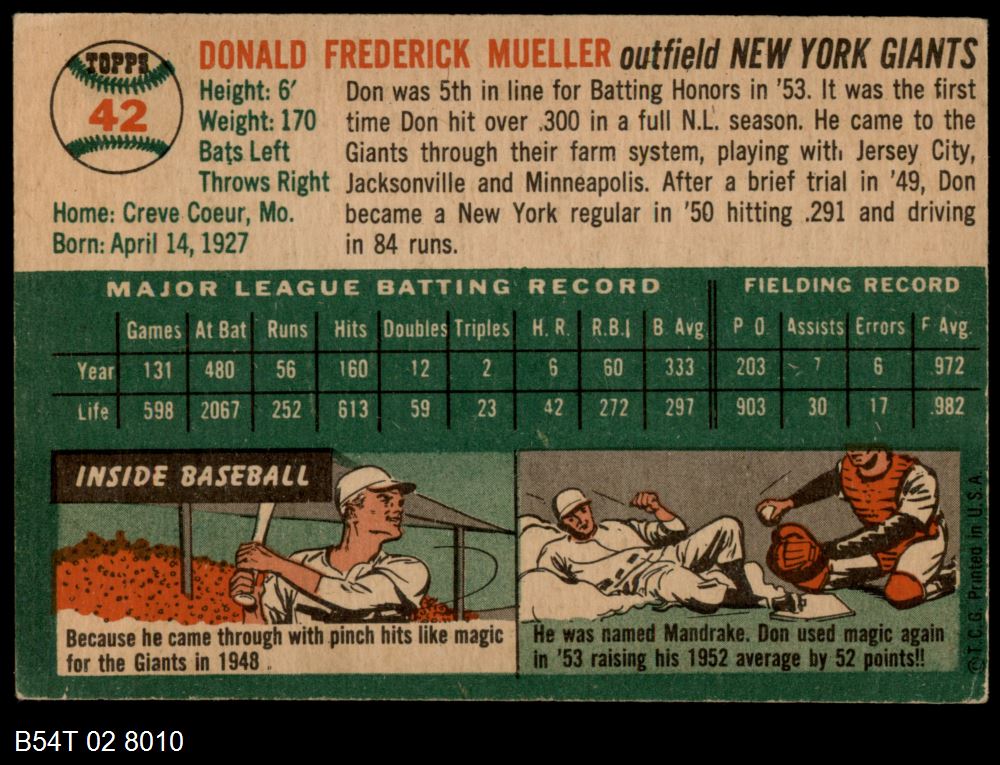 TOPPS
42
DONALD FREDERICK MUELLER outfield NEW YORK GIANTS
Height: 6′
Weight: 170
Bats Left
Throws Right
Home: Creve Coeur, Mo.
Born: April 14, 1927
Don was 5th in line for Batting Honors in '53. It was the first
time Don hit over .300 in a full N.L. season. He came to the
Giants through their farm system, playing with Jersey City,
Jacksonville and Minneapolis. After a brief trial in '49, Don
became a New York regular in '50 hitting .291 and driving
in 84 runs.
MAJOR LEAGUE BATTING RECORD FIELDING RECORD
Games At Bat Runs Hits Doubles Triples H. R. R.B.I B. Avg. P O. Assists Errors F Avg.
Year 131 480 56 160 12 2 6 60 333 203 7 6 .972
Life 598 2067 252 613 59 23 42 272 297 903 30 17 .982
INSIDE BASEBALL
Because he came through with pinch hits like magic
for the Giants in 1948.
He was named Mandrake. Don used magic again
in '53 raising his 1952 average by 52 points!!
© T.C.G. Printed in U.S.A.
B54T 02 8010